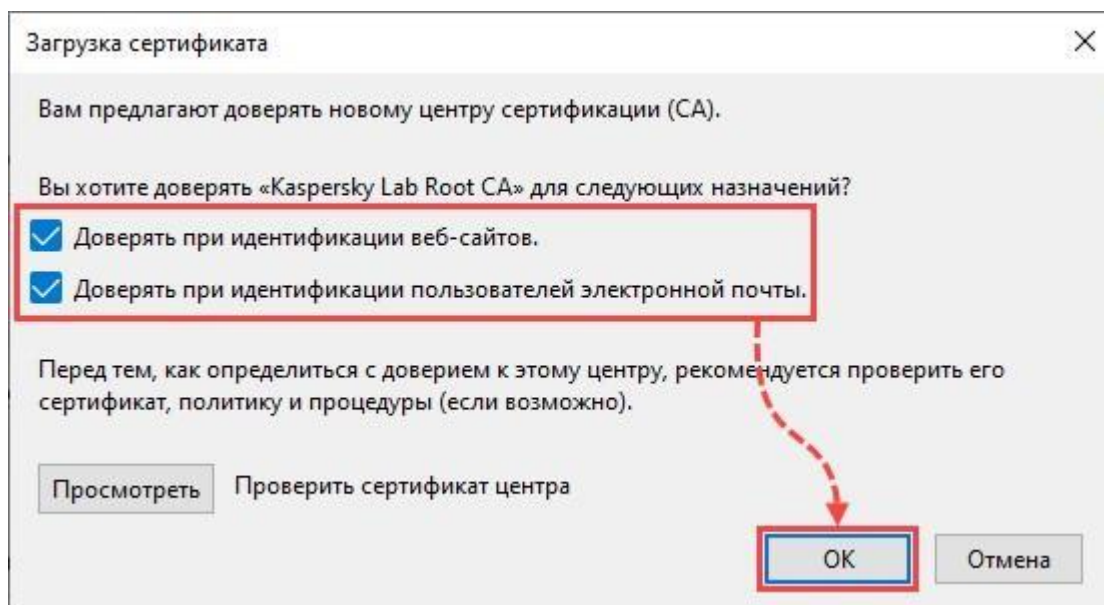 Загрузка сертификата
Вам предлагают доверять новому центру сертификации (CA).
Вы хотите доверять «Kaspersky Lab Root CA» для следующих назначений?
Доверять при идентификации веб-сайтов.
Доверять при идентификации пользователей электронной почты.
Перед тем, как определиться с доверием к этому центру, рекомендуется проверить его
сертификат, политику и процедуры (если возможно).
Просмотреть Проверить сертификат центра
ОК Отмена